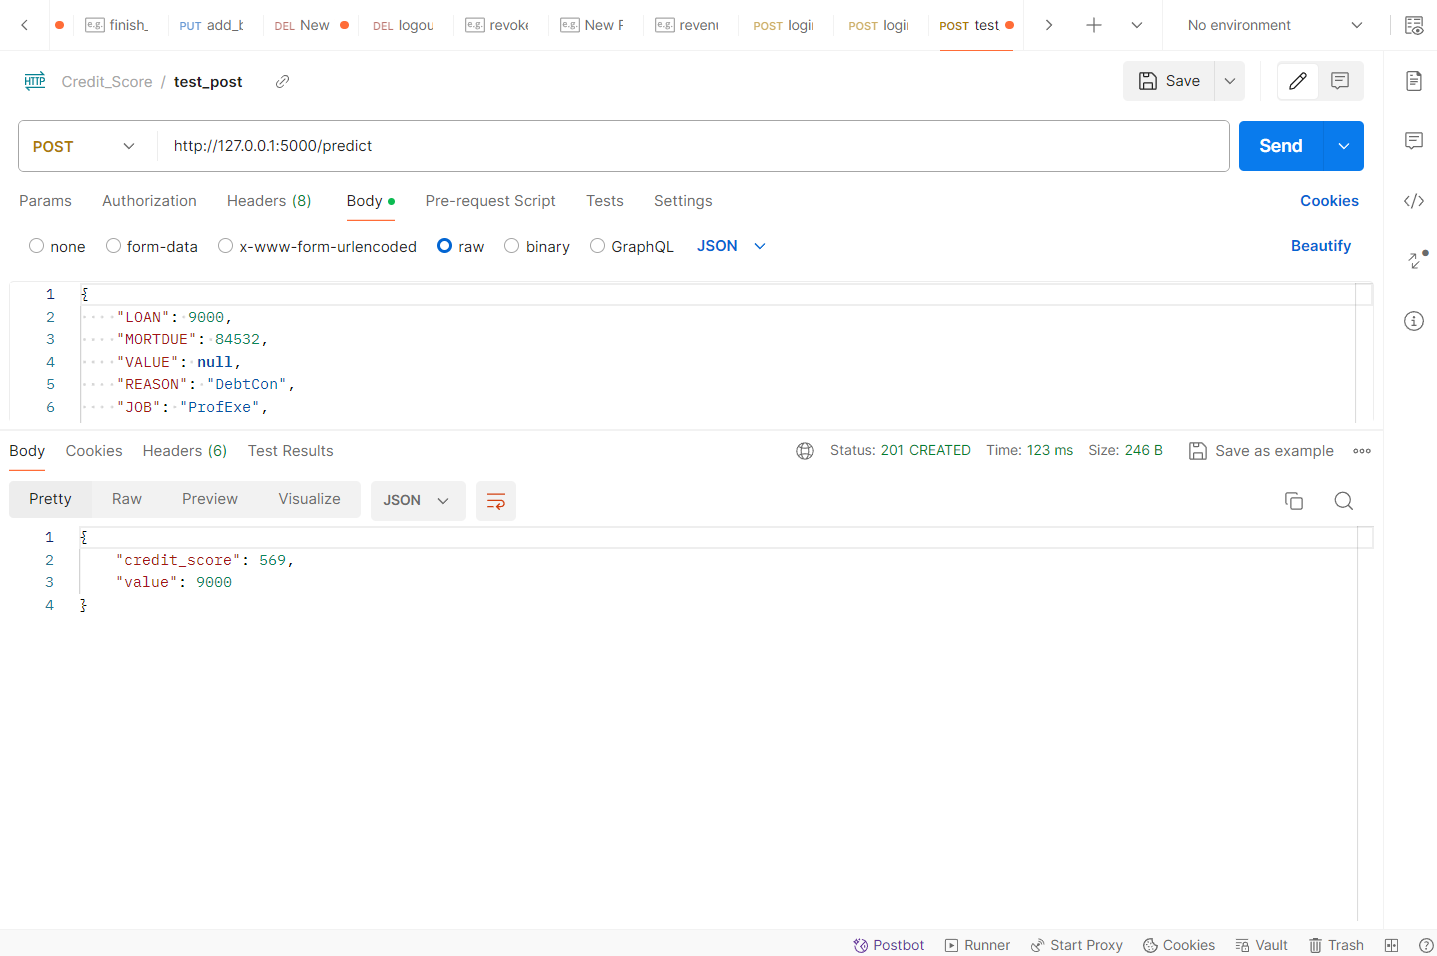 finish_ PUT add_b DEL New DEL logou e.g. revoke e.g. New F e.g. revenu POST logii POST logii POST test No environment
HTTP Credit_Score / test_post Save
POST http://127.0.0.1:5000/predict Send
Params Authorization Headers (8) Body Pre-request Script Tests Settings Cookies
none form-data x-www-form-urlencoded raw binary GraphQL JSON Beautify
1 {
2 "LOAN": 9000,
3 "MORTDUE": 84532,
4 "VALUE": null,
5 "REASON": "DebtCon",
6 "JOB": "ProfExe",
Body Cookies Headers (6) Test Results Status: 201 CREATED Time: 123 ms Size: 246 B Save as example
Pretty Raw Preview Visualize JSON
1 {
2 "credit_score": 569,
3 "value": 9000
4 }
Postbot Runner Start Proxy Cookies Vault Trash